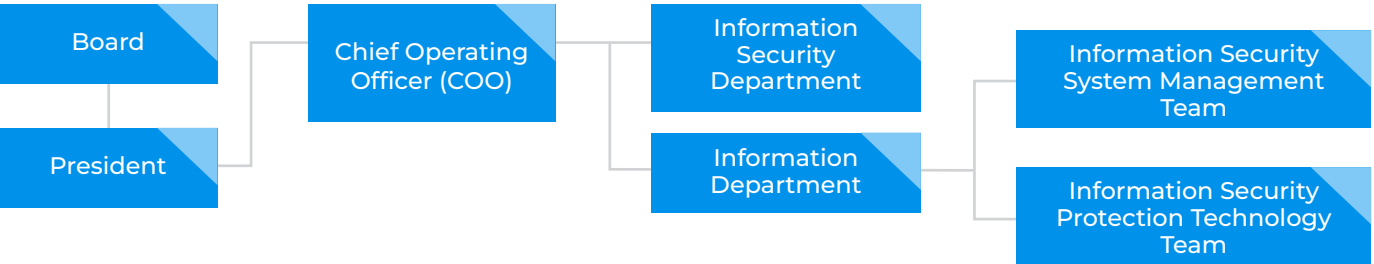 Board
President
Chief Operating
Officer (COO)
Information
Security
Department
Information
Department
Information Security
System Management
Team
Information Security
Protection Technology
Team